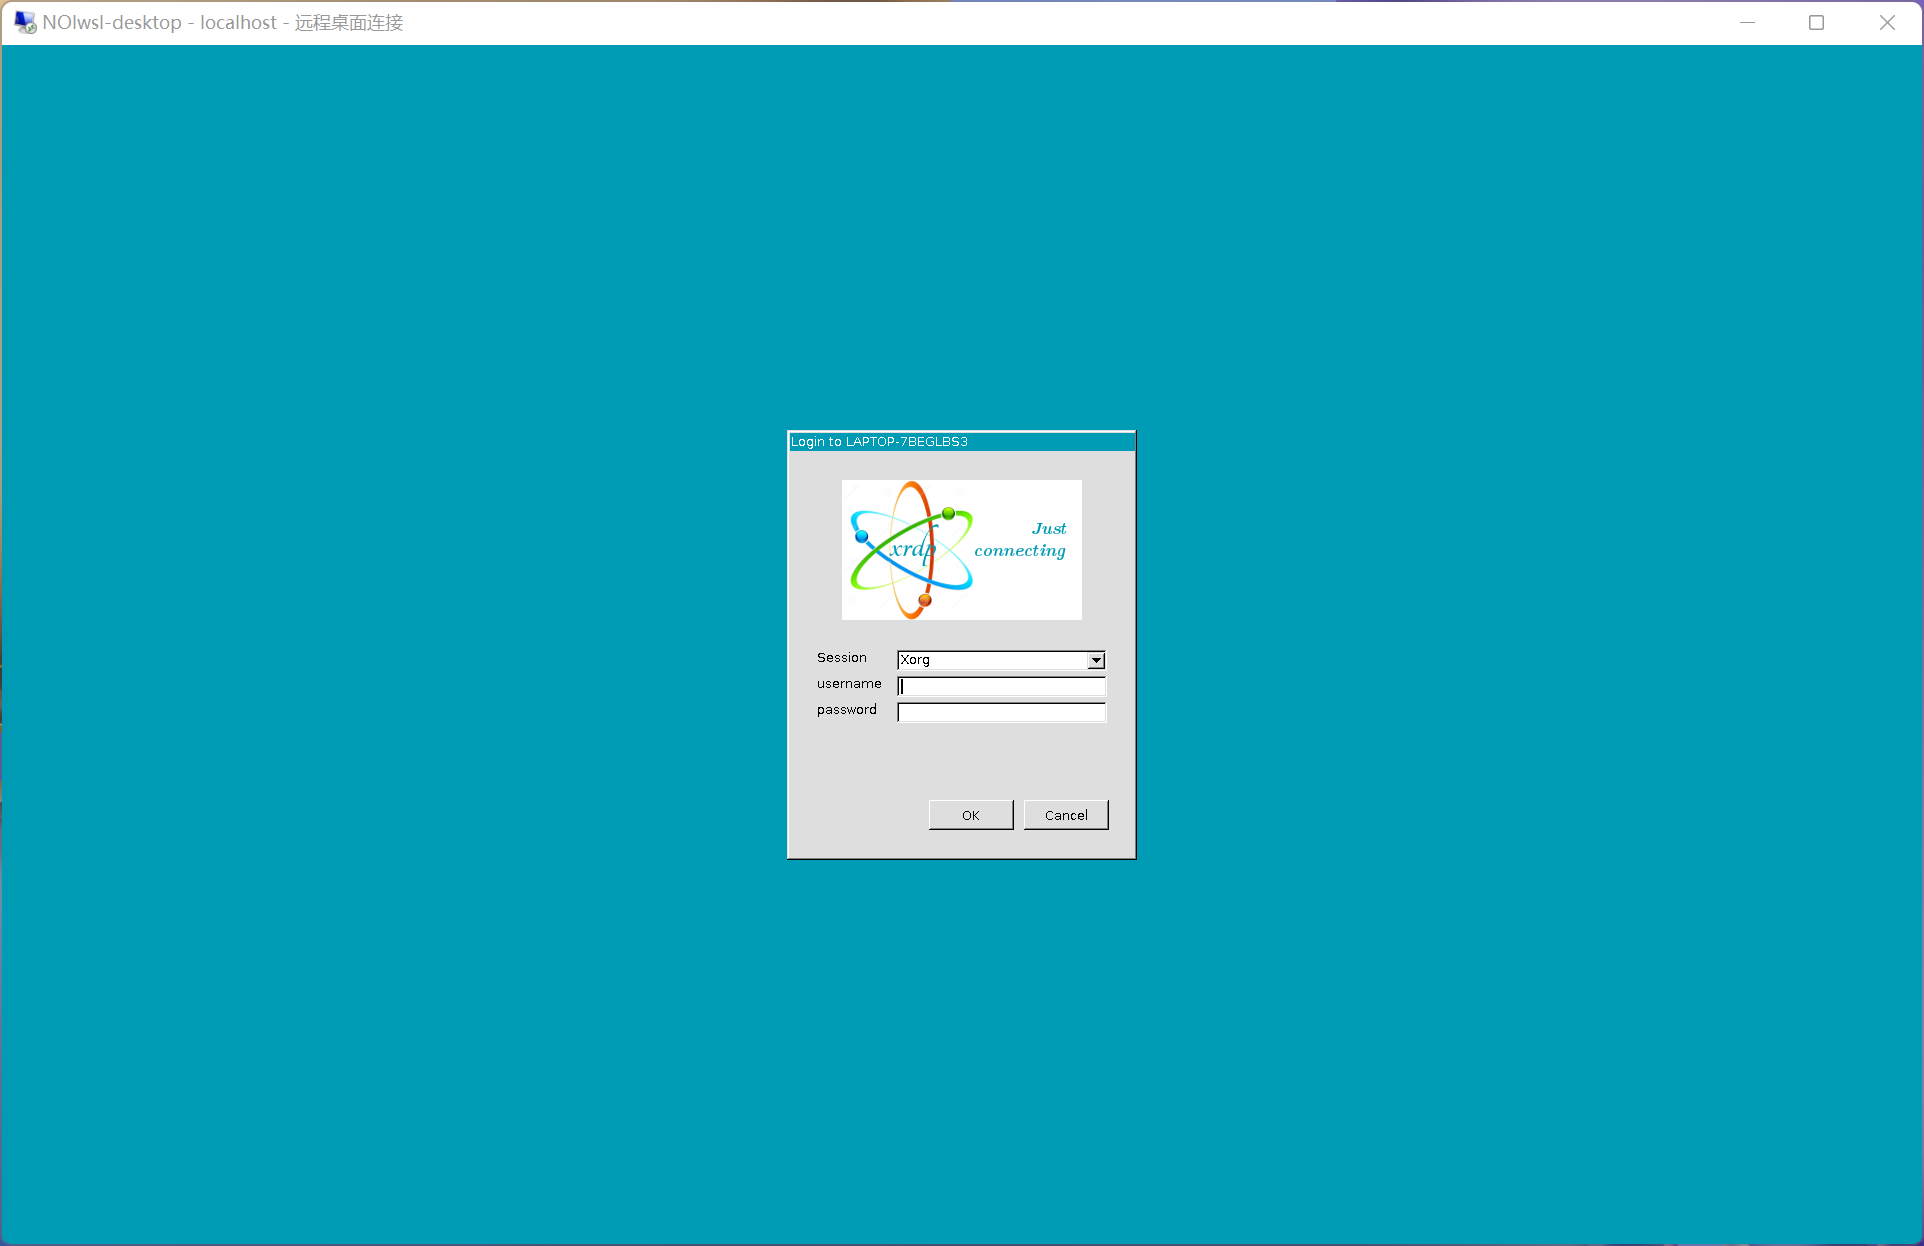 NOIwsl-desktop - localhost - 远程桌面连接
Login to LAPTOP-7BEGLBS3
xrdp
Just
connecting
Session
Xorg
username
password
OK
Cancel